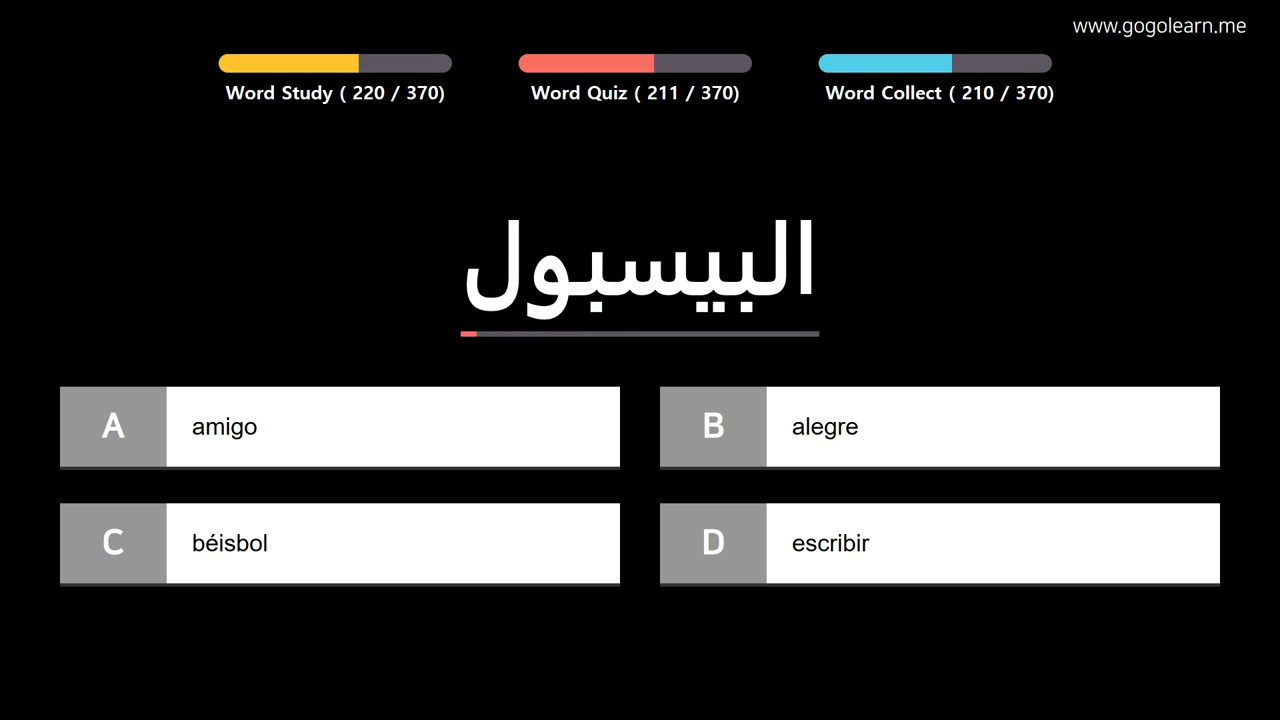 www.gogolearn.me
Word Study ( 220 / 370)
Word Quiz ( 211 / 370)
Word Collect ( 210 / 370)
البيسبول
A amigo
B alegre
C béisbol
D escribir